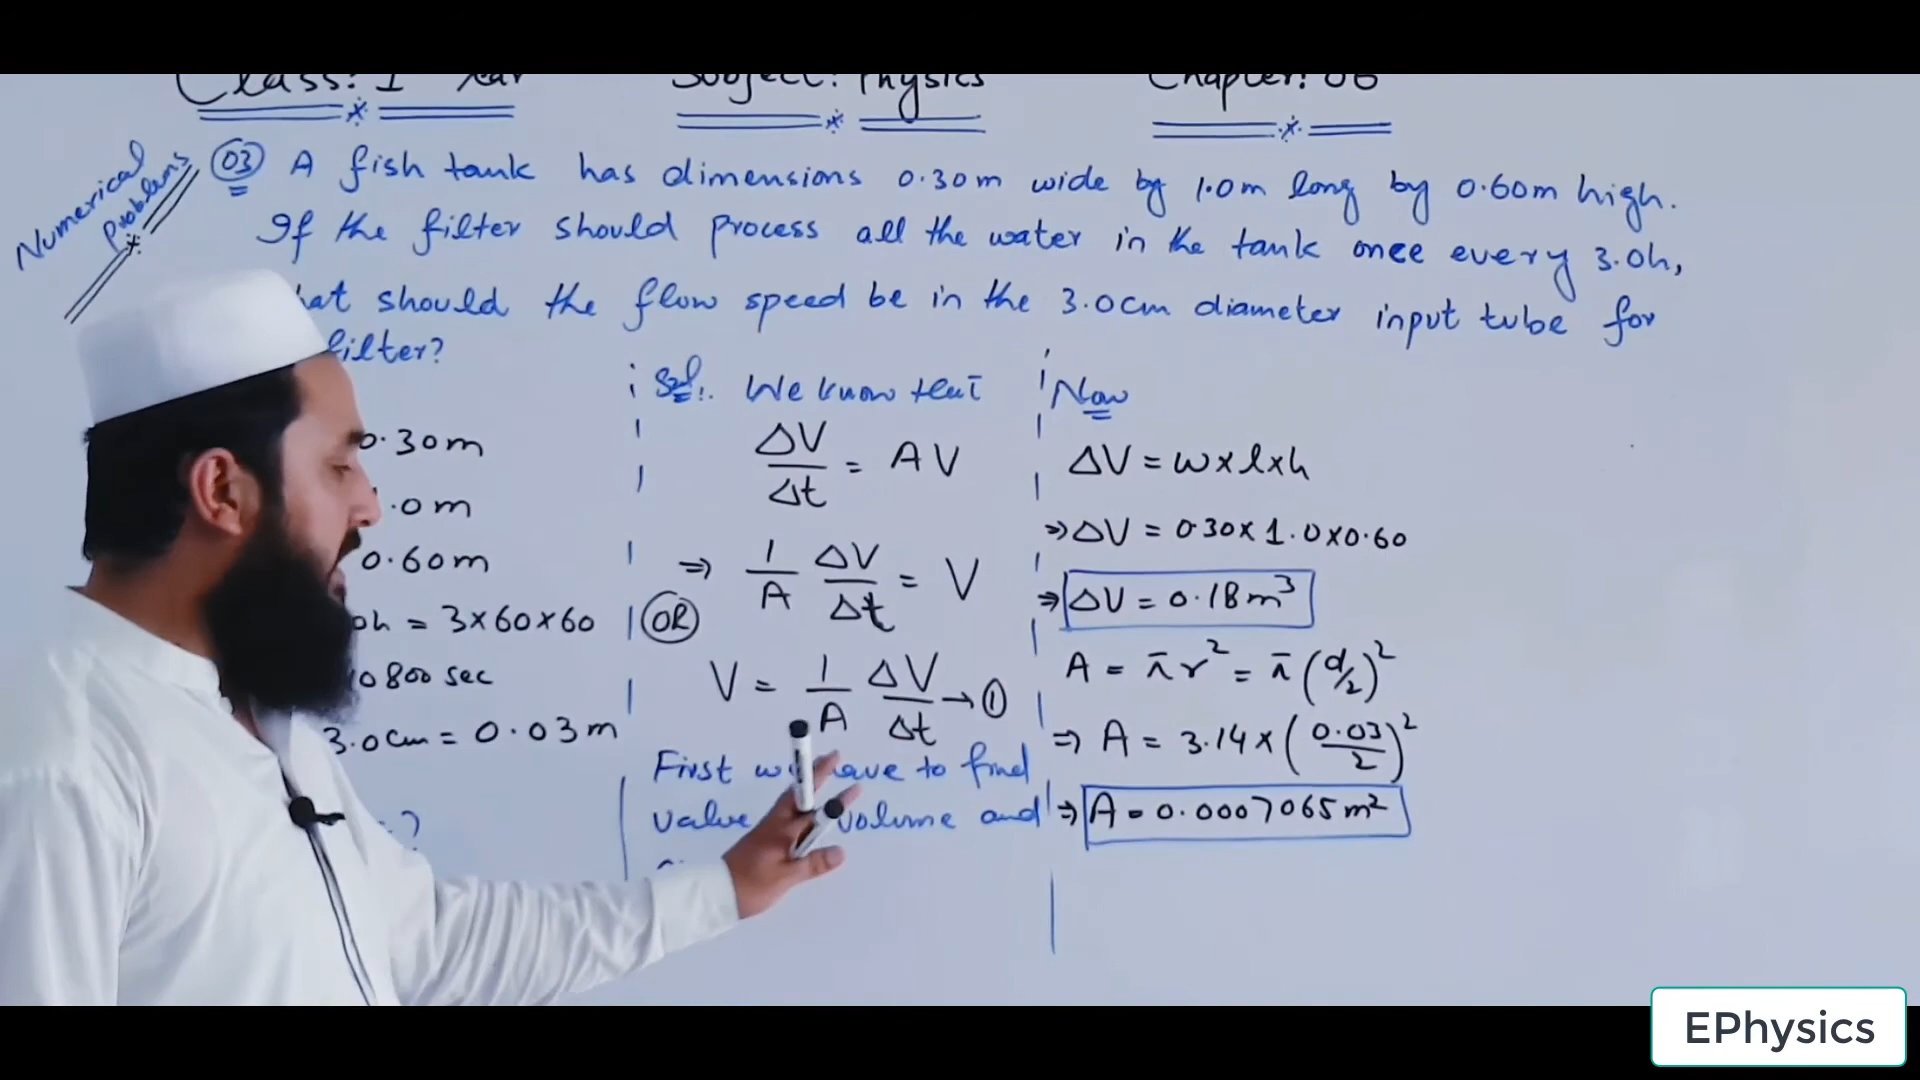 Class: 1 Year
Subject: Physics
Chapter: 06
Numerical
Problems
03 A fish tank has dimensions 0.30m wide by 1.0m long by 0.60m high.
If the filter should process all the water in the tank once every 3.0h,
hat should the flow speed be in the 3.0cm diameter input tube for
filter?
0.30m
.0m
0.60m
0h = 3×60×60
10800 sec
3.0cm = 0.03m
?
Sol:. We know that
ΔV/Δt = AV
⇒ 1/A ΔV/Δt = V
OR
V = 1/A ΔV/Δt → ①
First we have to find
value volume and
Now
ΔV = w×l×h
⇒ ΔV = 0.30×1.0×0.60
⇒ ΔV = 0.18m³
A = πr² = π(d/2)²
⇒ A = 3.14×(0.03/2)²
⇒ A = 0.0007065m²
EPhysics